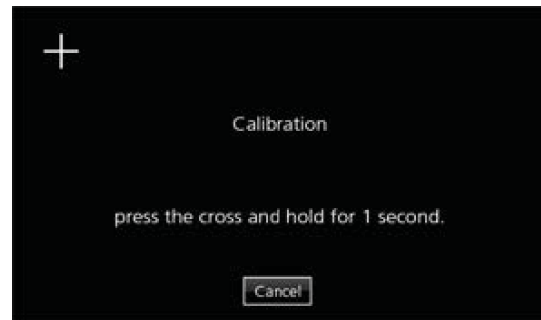 Calibration
press the cross and hold for 1 second.
Cancel